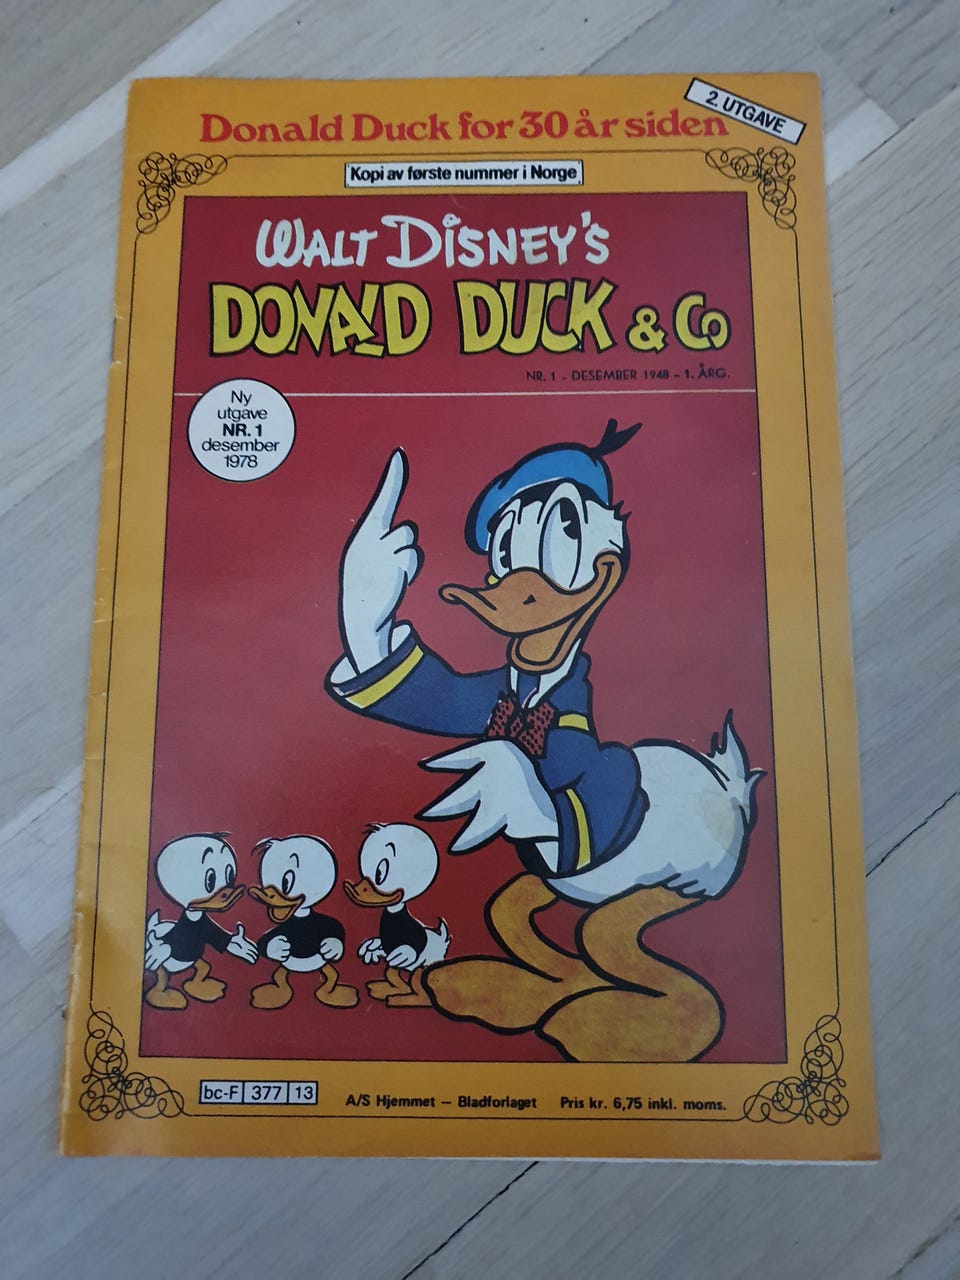 Donald Duck for 30 år siden
2. UTGAVE
Kopi av første nummer i Norge
WALT DISNEY'S
DONALD DUCK & Co
NR. 1 - DESEMBER 1948 - 1. ÅRG.
Ny
utgave
NR. 1
desember
1978
bc-F 377 13
A/S Hjemmet – Bladforlaget Pris kr. 6,75 inkl. moms.